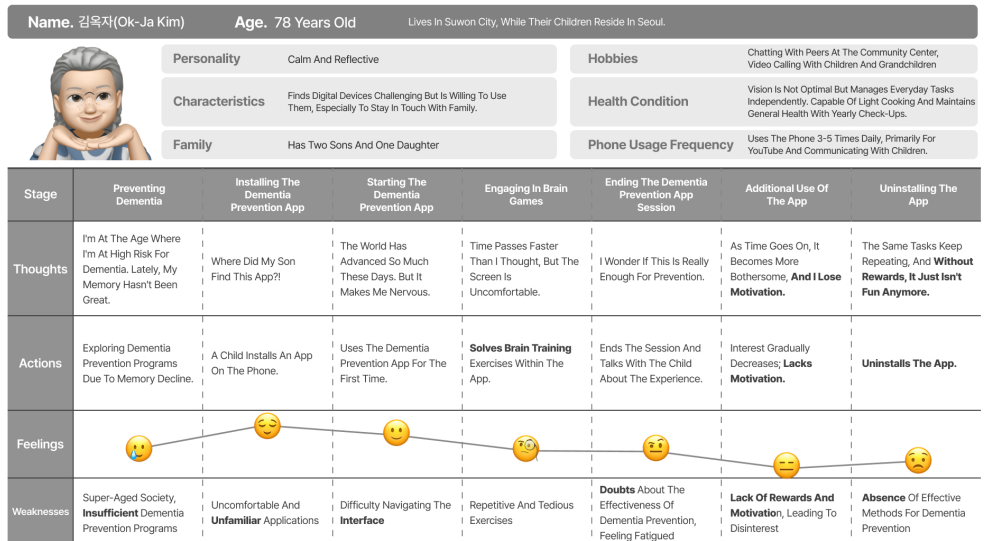 Name. 김옥자(Ok-Ja Kim) Age. 78 Years Old Lives In Suwon City, While Their Children Reside In Seoul.
Personality Calm And Reflective
Characteristics Finds Digital Devices Challenging But Is Willing To Use
Them, Especially To Stay In Touch With Family.
Family Has Two Sons And One Daughter
Hobbies Chatting With Peers At The Community Center,
Video Calling With Children And Grandchildren
Health Condition Vision Is Not Optimal But Manages Everyday Tasks
Independently. Capable Of Light Cooking And Maintains
General Health With Yearly Check-Ups.
Phone Usage Frequency Uses The Phone 3-5 Times Daily, Primarily For
YouTube And Communicating With Children.
Stage
Preventing
Dementia
Installing The
Dementia
Prevention App
Starting The
Dementia
Prevention App
Engaging In Brain
Games
Ending The Dementia
Prevention App
Session
Additional Use Of
The App
Uninstalling The
App
Thoughts
I'm At The Age Where
I'm At High Risk For
Dementia. Lately, My
Memory Hasn't Been
Great.
Where Did My Son
Find This App?!
The World Has
Advanced So Much
These Days. But It
Makes Me Nervous.
Time Passes Faster
Than I Thought, But The
Screen Is
Uncomfortable.
I Wonder If This Is Really
Enough For Prevention.
As Time Goes On, It
Becomes More
Bothersome, And I Lose
Motivation.
The Same Tasks Keep
Repeating, And Without
Rewards, It Just Isn't
Fun Anymore.
Actions
Exploring Dementia
Prevention Programs
Due To Memory Decline.
A Child Installs An App
On The Phone.
Uses The Dementia
Prevention App For The
First Time.
Solves Brain Training
Exercises Within The
App.
Ends The Session And
Talks With The Child
About The Experience.
Interest Gradually
Decreases; Lacks
Motivation.
Uninstalls The App.
Feelings
Weaknesses
Super-Aged Society,
Insufficient Dementia
Prevention Programs
Uncomfortable And
Unfamiliar Applications
Difficulty Navigating The
Interface
Repetitive And Tedious
Exercises
Doubts About The
Effectiveness Of
Dementia Prevention,
Feeling Fatigued
Lack Of Rewards And
Motivation, Leading To
Disinterest
Absence Of Effective
Methods For Dementia
Prevention